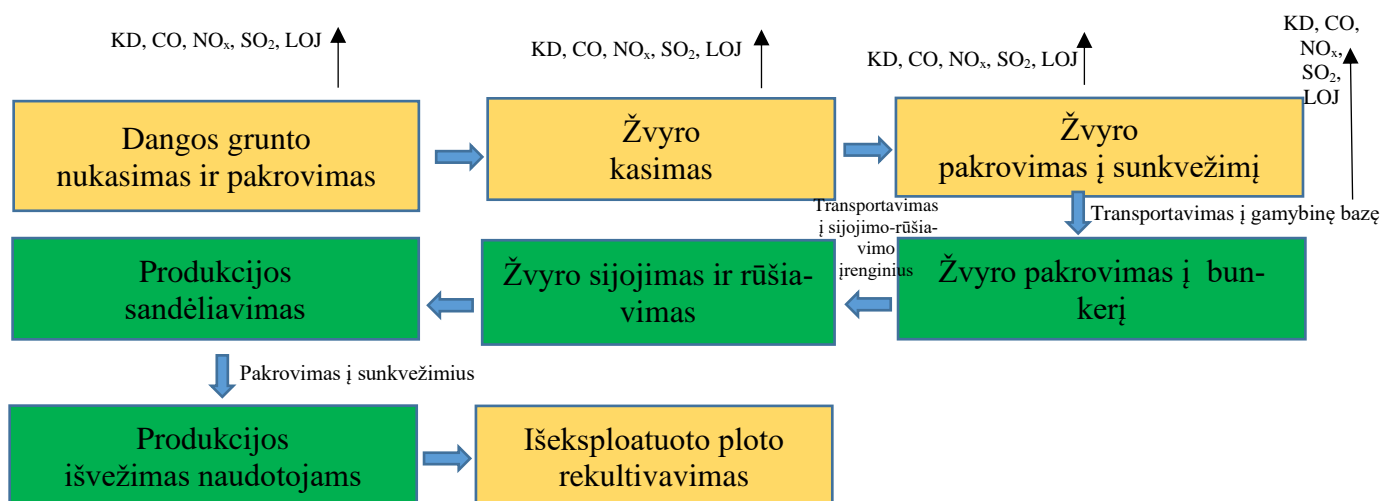 KD, CO, NOₓ, SO₂, LOJ
KD, CO, NOₓ, SO₂, LOJ
KD, CO, NOₓ, SO₂, LOJ
KD, CO,
NOₓ,
SO₂,
LOJ
Dangos grunto
nukasimas ir pakrovimas
Žvyro
kasimas
Žvyro
pakrovimas į sunkvežimį
Transportavimas į gamybinę bazę
Transportavimas
į sijojimo-rūšia-
vimo
įrenginius
Produkcijos
sandėliavimas
Žvyro sijojimas ir rūšia-
vimas
Žvyro pakrovimas į bun-
kerį
Pakrovimas į sunkvežimius
Produkcijos
išvežimas naudotojams
Išeksploatuoto ploto
rekultivavimas